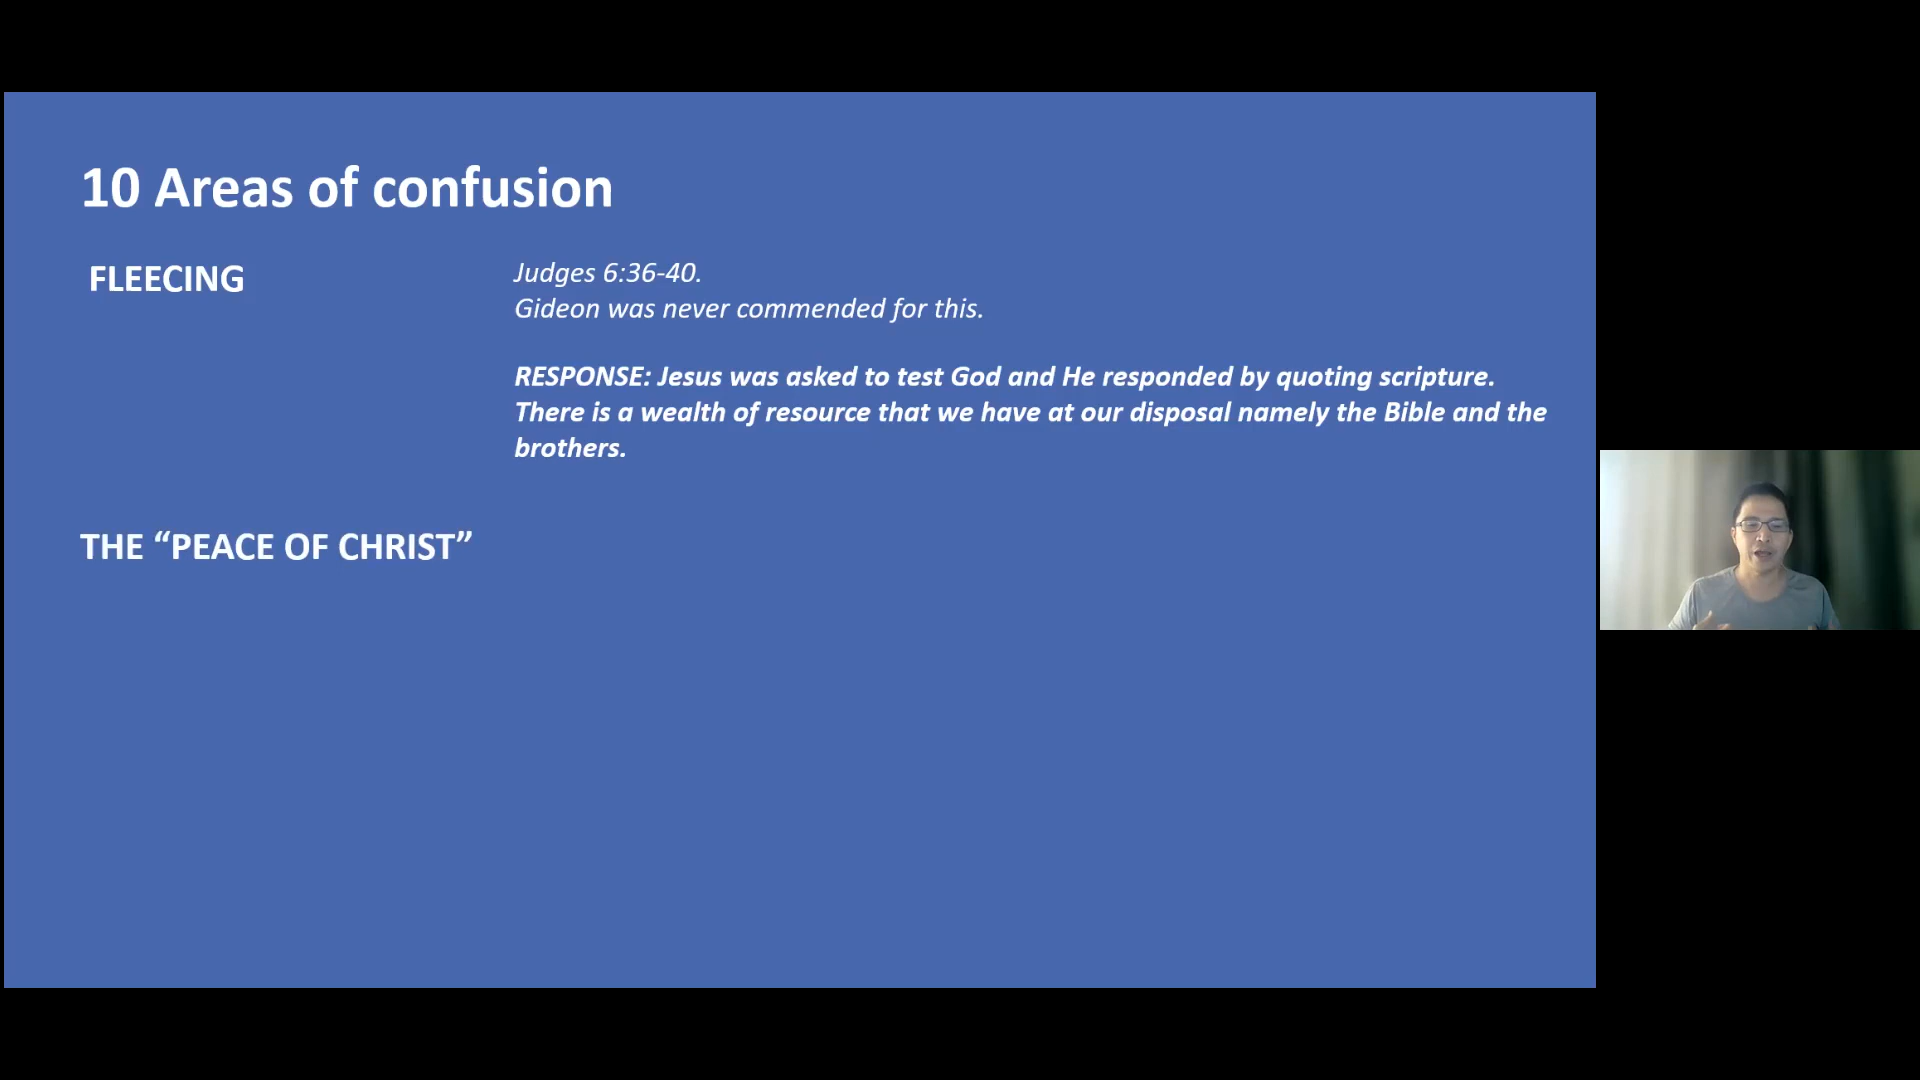 10 Areas of confusion
FLEECING
Judges 6:36-40.
Gideon was never commended for this.
RESPONSE: Jesus was asked to test God and He responded by quoting scripture.
There is a wealth of resource that we have at our disposal namely the Bible and the
brothers.
THE “PEACE OF CHRIST”